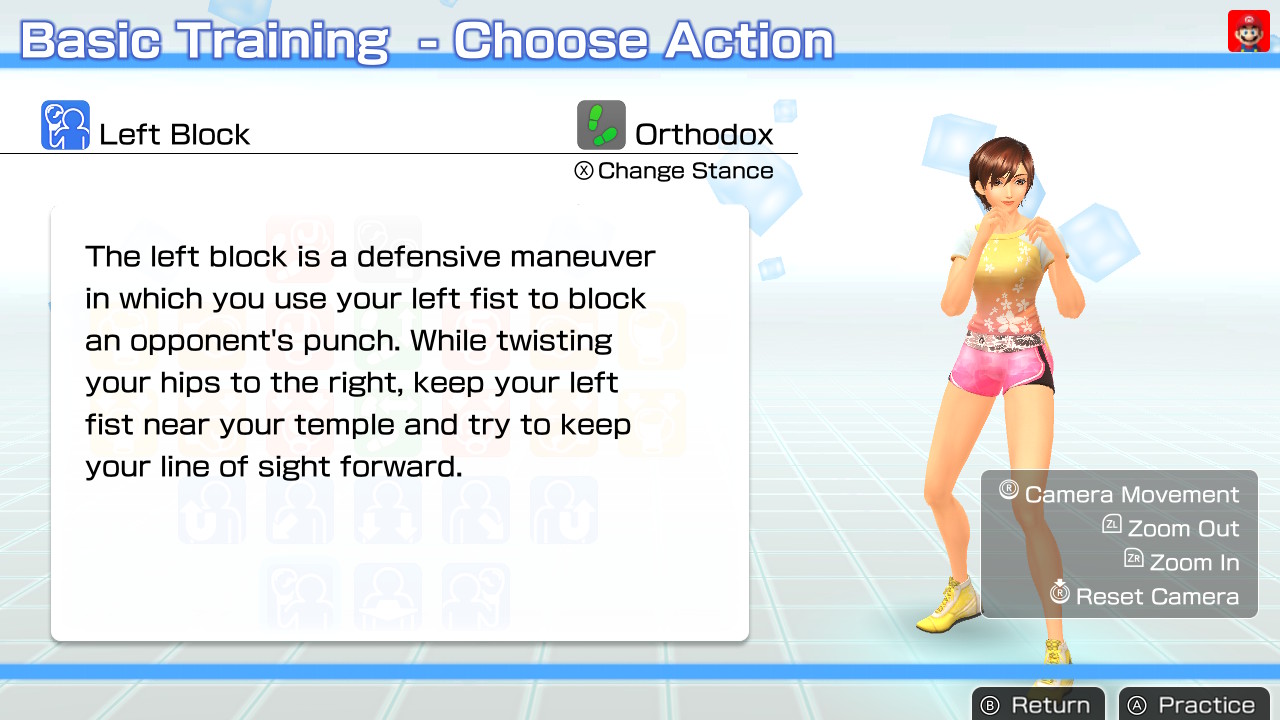 Basic Training - Choose Action
Left Block
Orthodox
Ⓧ Change Stance
The left block is a defensive maneuver
in which you use your left fist to block
an opponent's punch. While twisting
your hips to the right, keep your left
fist near your temple and try to keep
your line of sight forward.
Ⓡ Camera Movement
ZL Zoom Out
ZR Zoom In
Ⓡ Reset Camera
Ⓑ Return
Ⓐ Practice